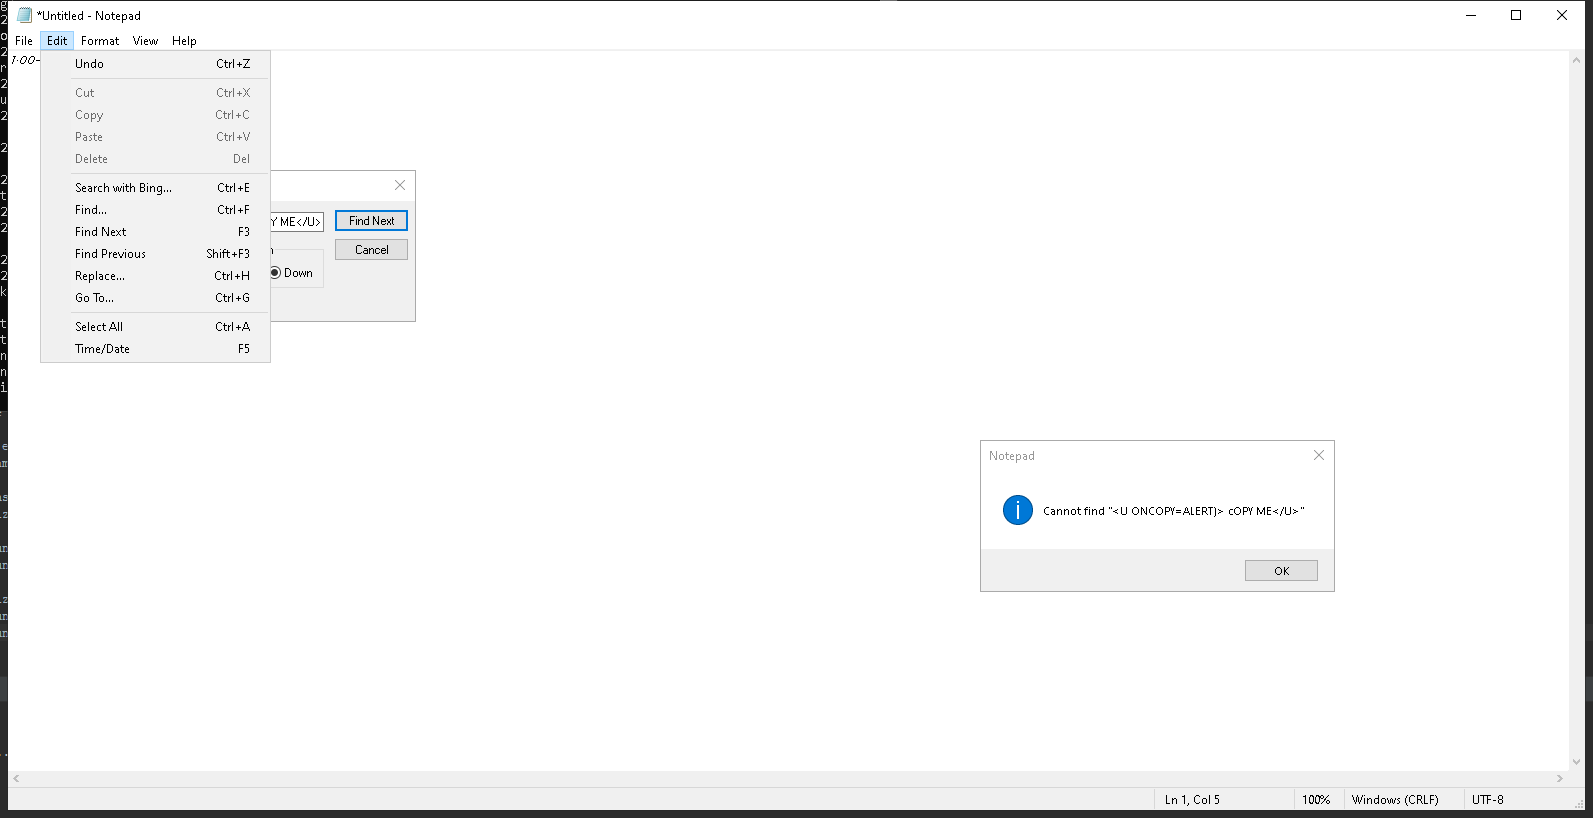 *Untitled - Notepad
File Edit Format View Help
1-00-
Undo Ctrl+Z
Cut Ctrl+X
Copy Ctrl+C
Paste Ctrl+V
Delete Del
Search with Bing... Ctrl+E
Find... Ctrl+F
Find Next F3
Find Previous Shift+F3
Replace... Ctrl+H
Go To... Ctrl+G
Select All Ctrl+A
Time/Date F5
Y ME</U> Find Next
Cancel
Down
Notepad
Cannot find "<U ONCOPY=ALERT)> cOPY ME</U>"
OK
Ln 1, Col 5 100% Windows (CRLF) UTF-8